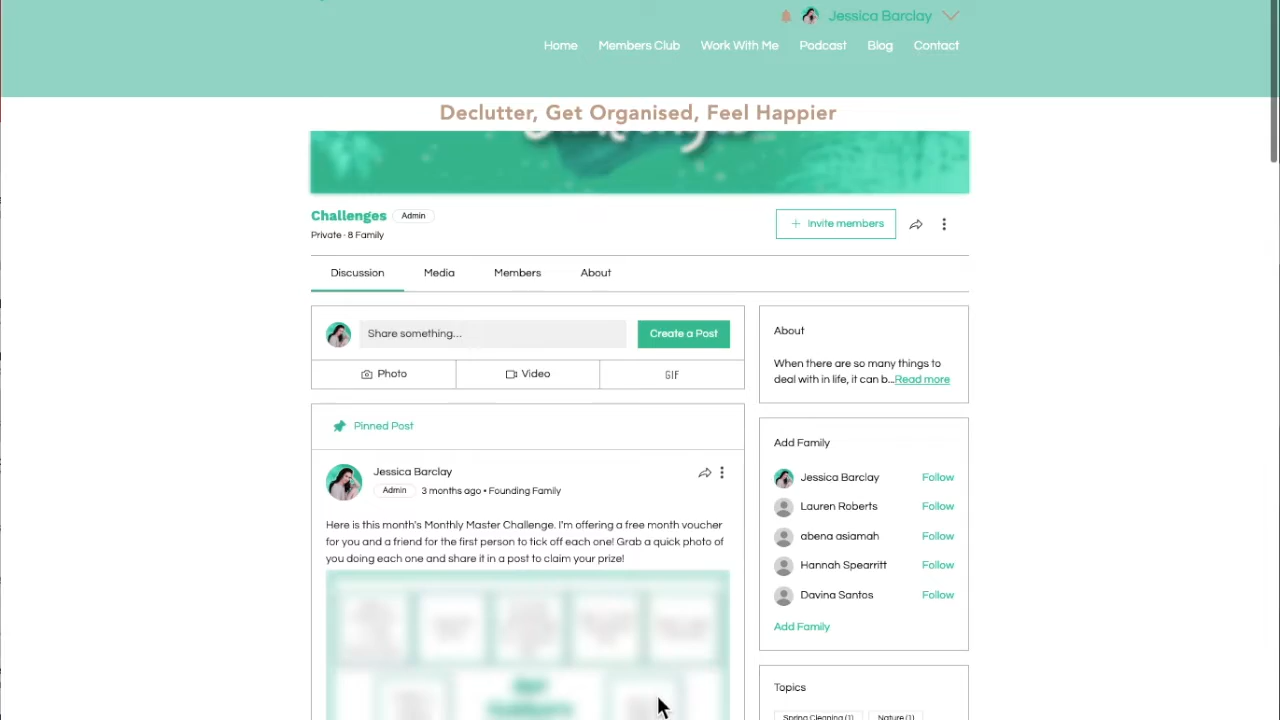 Jessica Barclay
Home Members Club Work With Me Podcast Blog Contact
Declutter, Get Organised, Feel Happier
Challenges Admin
Private · 8 Family
+ Invite members
Discussion Media Members About
Share something...
Create a Post
Photo Video GIF
Pinned Post
Jessica Barclay
Admin 3 months ago • Founding Family
Here is this month's Monthly Master Challenge. I'm offering a free month voucher
for you and a friend for the first person to tick off each one! Grab a quick photo of
you doing each one and share it in a post to claim your prize!
About
When there are so many things to
deal with in life, it can b...Read more
Add Family
Jessica Barclay Follow
Lauren Roberts Follow
abena asiamah Follow
Hannah Spearritt Follow
Davina Santos Follow
Add Family
Topics
Spring Cleaning (1) Nature (1)